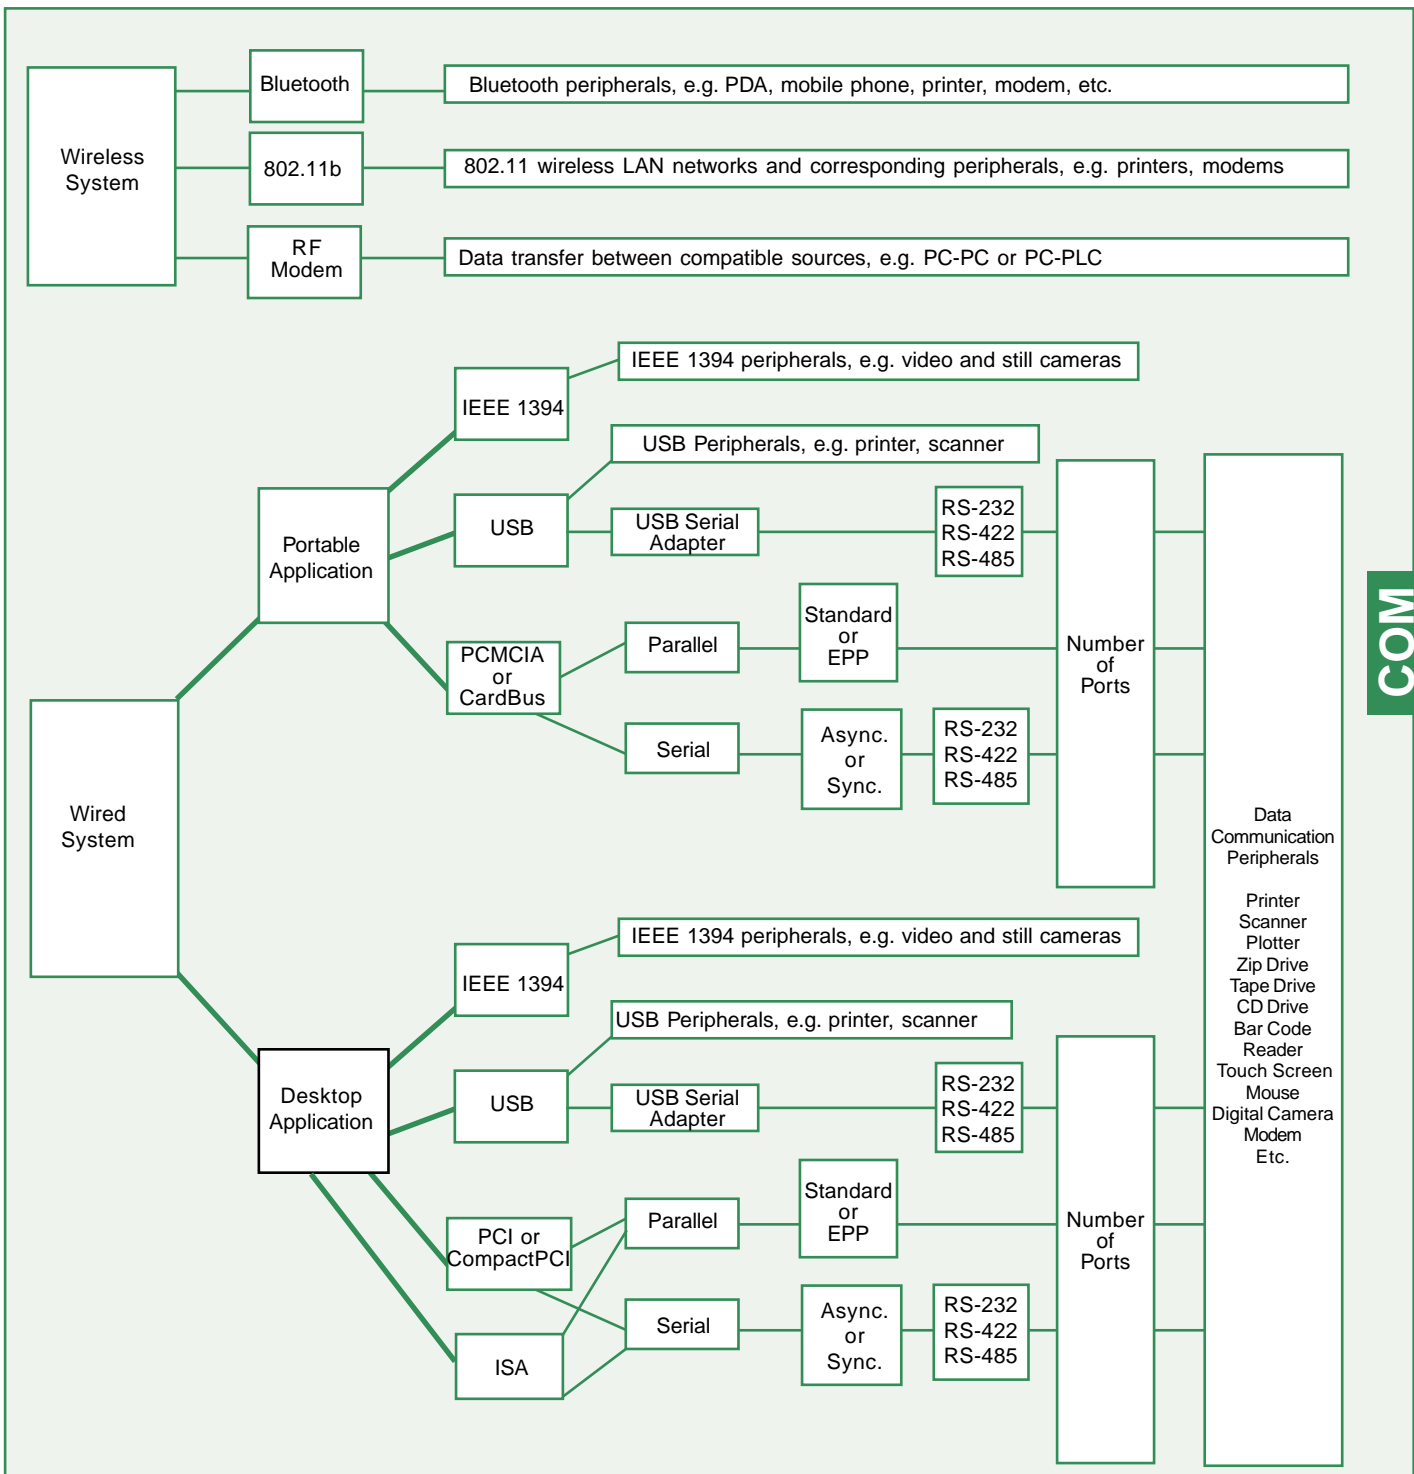 Bluetooth
Bluetooth peripherals, e.g. PDA, mobile phone, printer, modem, etc.
Wireless
System
802.11b
802.11 wireless LAN networks and corresponding peripherals, e.g. printers, modems
RF
Modem
Data transfer between compatible sources, e.g. PC-PC or PC-PLC
IEEE 1394 peripherals, e.g. video and still cameras
IEEE 1394
USB Peripherals, e.g. printer, scanner
Portable
Application
USB
USB Serial
Adapter
RS-232
RS-422
RS-485
PCMCIA
or
CardBus
Parallel
Standard
or
EPP
Number
of
Ports
COM
Serial
Async.
or
Sync.
RS-232
RS-422
RS-485
Wired
System
Data
Communication
Peripherals
Printer
Scanner
Plotter
Zip Drive
Tape Drive
CD Drive
Bar Code
Reader
Touch Screen
Mouse
Digital Camera
Modem
Etc.
IEEE 1394 peripherals, e.g. video and still cameras
IEEE 1394
USB Peripherals, e.g. printer, scanner
Desktop
Application
USB
USB Serial
Adapter
RS-232
RS-422
RS-485
PCI or
CompactPCI
Parallel
Standard
or
EPP
Number
of
Ports
ISA
Serial
Async.
or
Sync.
RS-232
RS-422
RS-485